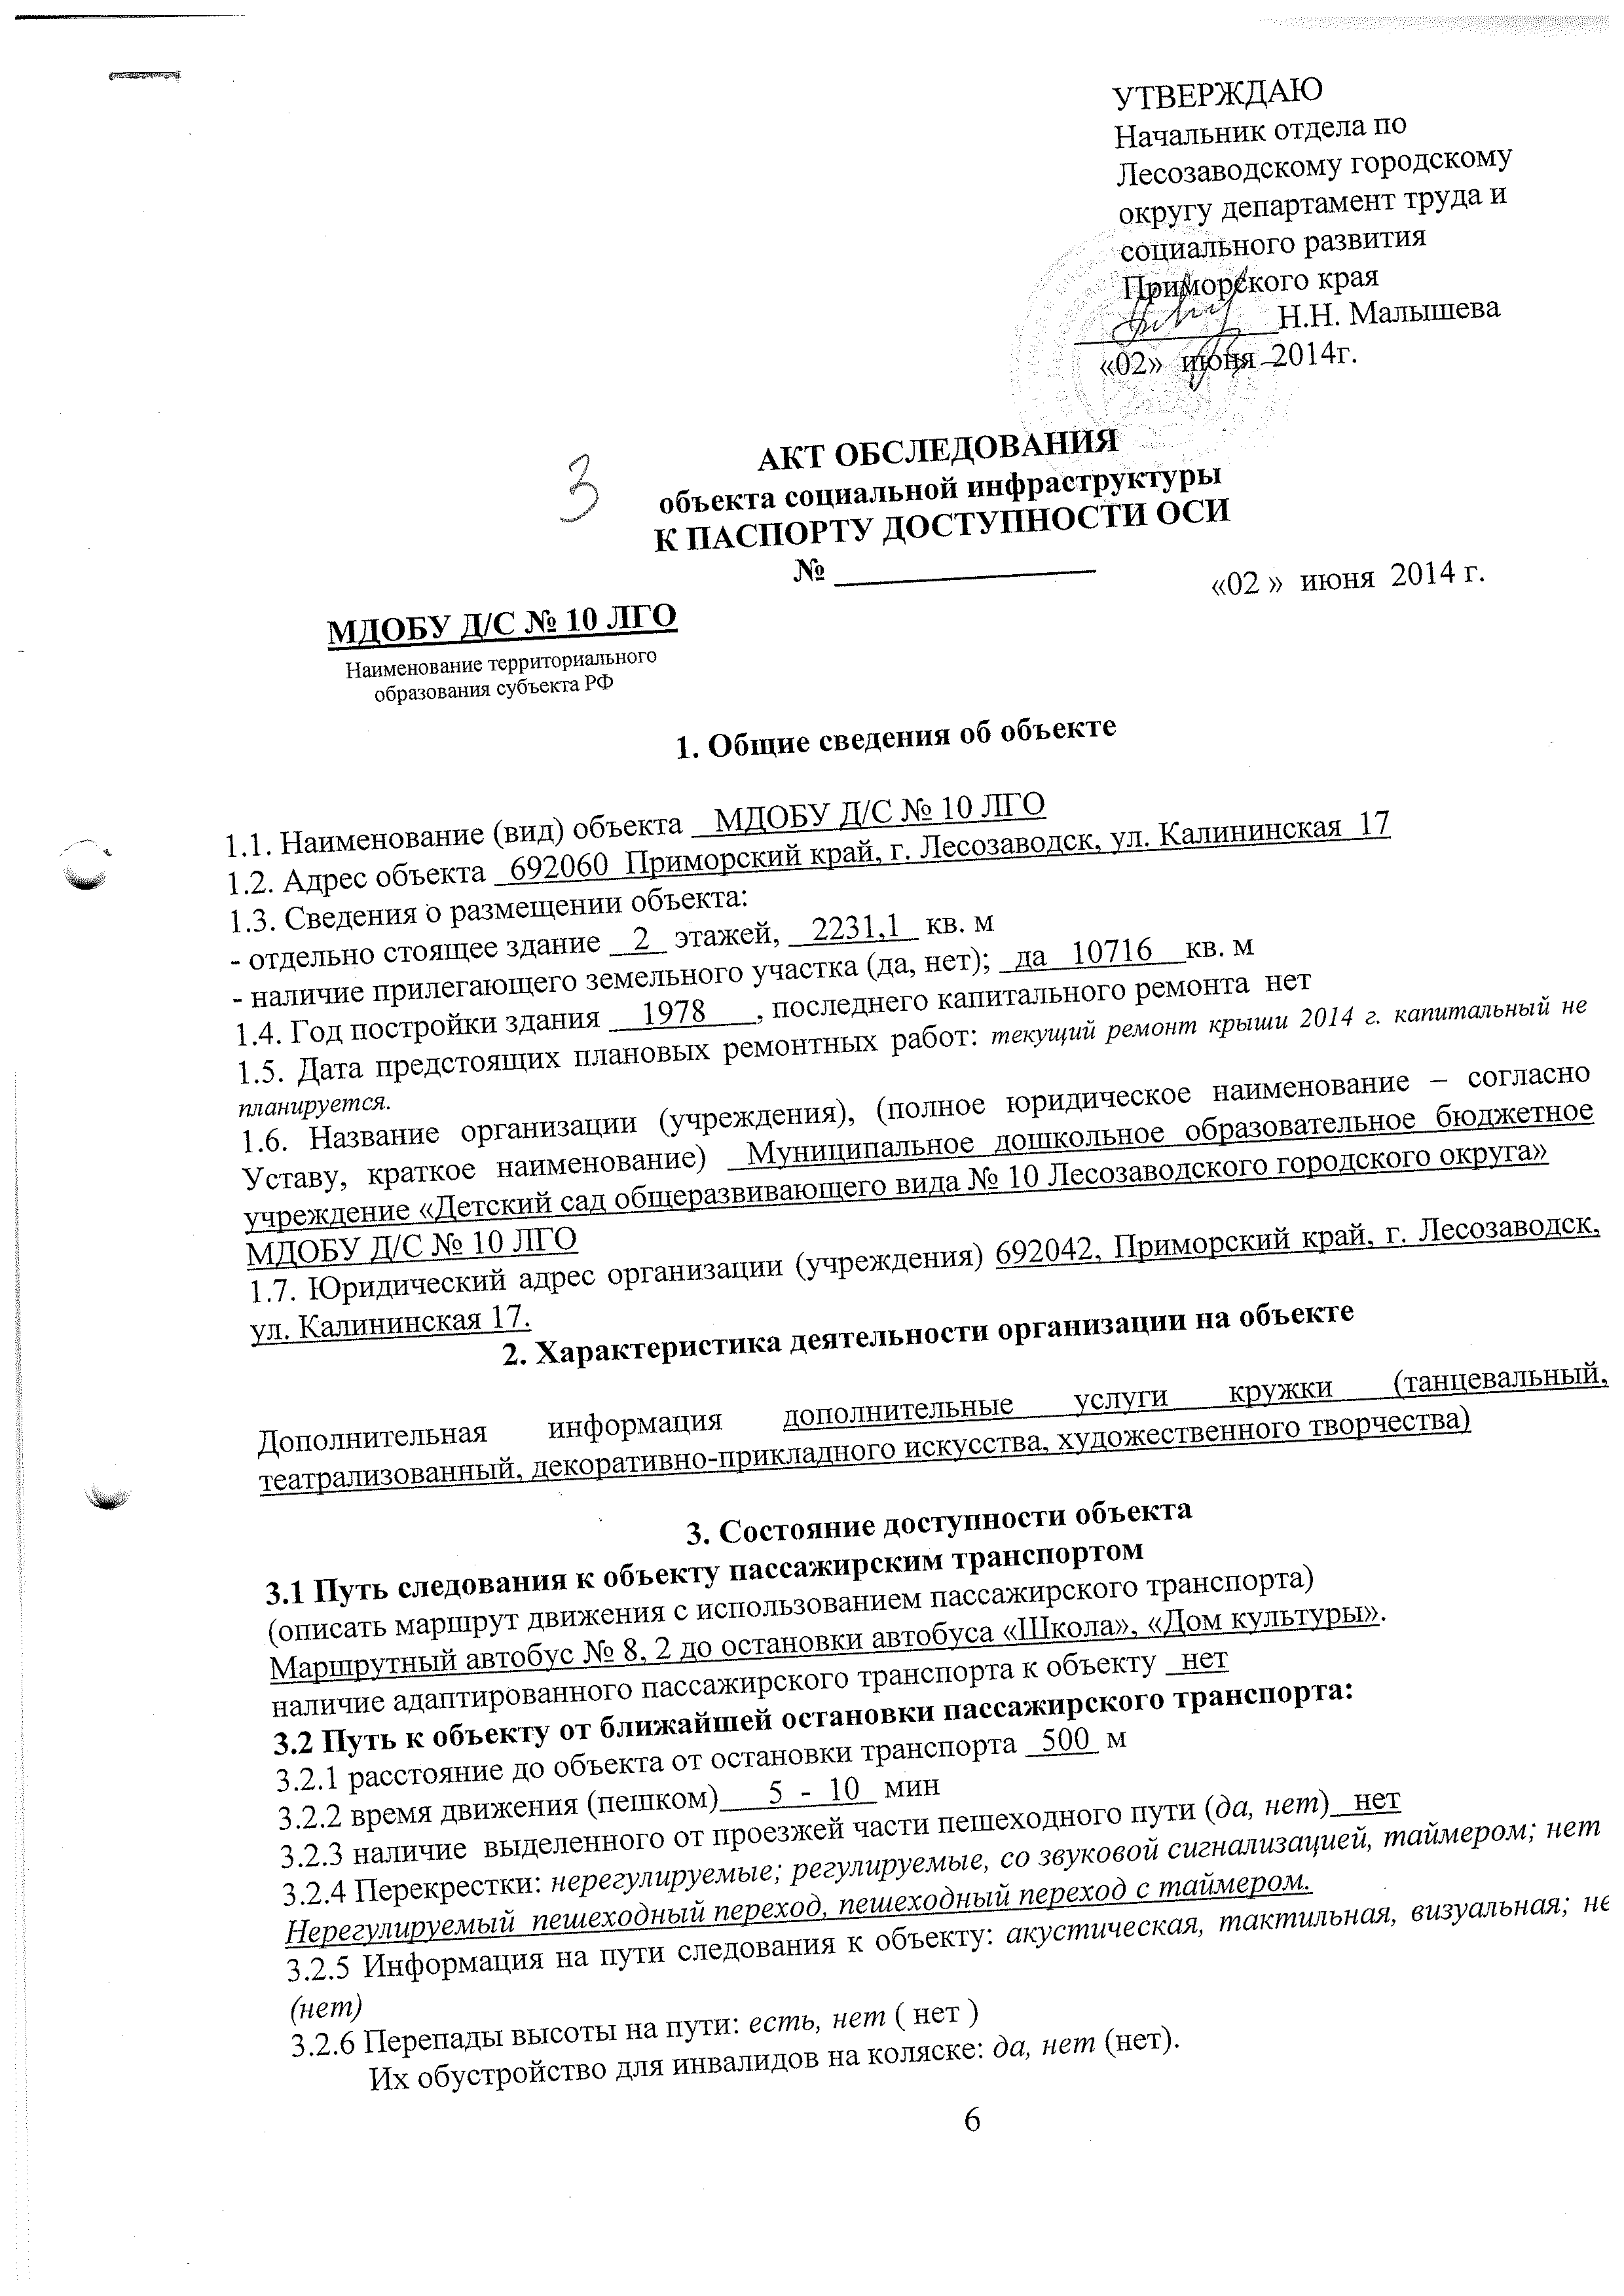 УТВЕРЖДАЮ
Начальник отдела по
Лесозаводскому городскому
округу департамент труда и
социального развития
Приморского края
____________Н.Н. Малышева
«02» июня 2014г.
3
АКТ ОБСЛЕДОВАНИЯ
объекта социальной инфраструктуры
К ПАСПОРТУ ДОСТУПНОСТИ ОСИ
№ ________________
«02 » июня 2014 г.
МДОБУ Д/С № 10 ЛГО
Наименование территориального
образования субъекта РФ
1. Общие сведения об объекте
1.1. Наименование (вид) объекта МДОБУ Д/С № 10 ЛГО
1.2. Адрес объекта 692060 Приморский край, г. Лесозаводск, ул. Калининская 17
1.3. Сведения о размещении объекта:
- отдельно стоящее здание 2 этажей, 2231,1 кв. м
- наличие прилегающего земельного участка (да, нет); да 10716 кв. м
1.4. Год постройки здания 1978 , последнего капитального ремонта нет
1.5. Дата предстоящих плановых ремонтных работ: текущий ремонт крыши 2014 г. капитальный не
планируется.
1.6. Название организации (учреждения), (полное юридическое наименование – согласно
Уставу, краткое наименование) Муниципальное дошкольное образовательное бюджетное
учреждение «Детский сад общеразвивающего вида № 10 Лесозаводского городского округа»
МДОБУ Д/С № 10 ЛГО
1.7. Юридический адрес организации (учреждения) 692042, Приморский край, г. Лесозаводск,
ул. Калининская 17.
2. Характеристика деятельности организации на объекте
Дополнительная информация дополнительные услуги кружки (танцевальный,
театрализованный, декоративно-прикладного искусства, художественного творчества)
3. Состояние доступности объекта
3.1 Путь следования к объекту пассажирским транспортом
(описать маршрут движения с использованием пассажирского транспорта)
Маршрутный автобус № 8, 2 до остановки автобуса «Школа», «Дом культуры».
наличие адаптированного пассажирского транспорта к объекту нет
3.2 Путь к объекту от ближайшей остановки пассажирского транспорта:
3.2.1 расстояние до объекта от остановки транспорта 500 м
3.2.2 время движения (пешком) 5 - 10 мин
3.2.3 наличие выделенного от проезжей части пешеходного пути (да, нет) нет
3.2.4 Перекрестки: нерегулируемые; регулируемые, со звуковой сигнализацией, таймером; нет
Нерегулируемый пешеходный переход, пешеходный переход с таймером.
3.2.5 Информация на пути следования к объекту: акустическая, тактильная, визуальная; не
(нет)
3.2.6 Перепады высоты на пути: есть, нет ( нет )
Их обустройство для инвалидов на коляске: да, нет (нет).
6